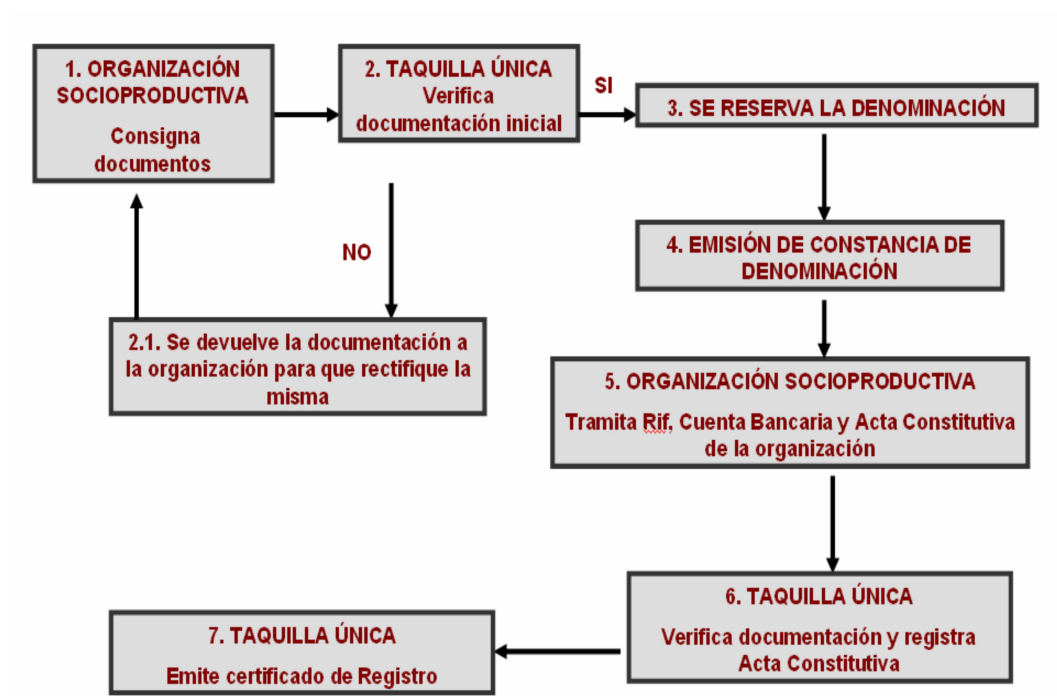 1. ORGANIZACIÓN
SOCIOPRODUCTIVA
Consigna
documentos
2. TAQUILLA ÚNICA
Verifica
documentación inicial
SI
3. SE RESERVA LA DENOMINACIÓN
4. EMISIÓN DE CONSTANCIA DE
DENOMINACIÓN
NO
2.1. Se devuelve la documentación a
la organización para que rectifique la
misma
5. ORGANIZACIÓN SOCIOPRODUCTIVA
Tramita Rif, Cuenta Bancaria y Acta Constitutiva
de la organización
6. TAQUILLA ÚNICA
Verifica documentación y registra
Acta Constitutiva
7. TAQUILLA ÚNICA
Emite certificado de Registro